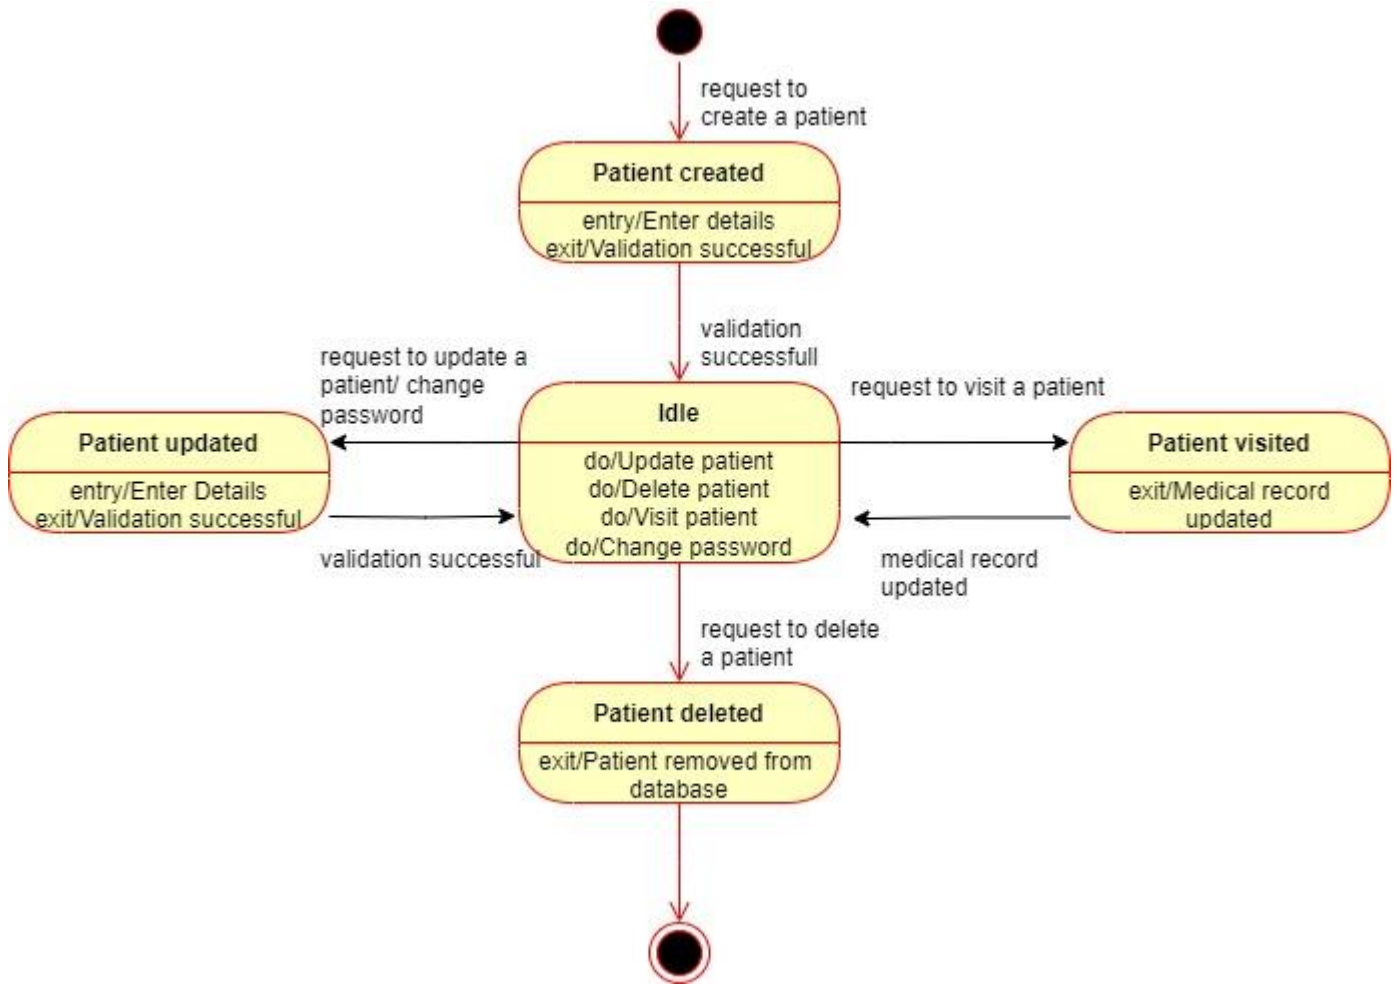 request to
create a patient
Patient created
entry/Enter details
exit/Validation successful
validation
successfull
request to update a
patient/ change
password
request to visit a patient
Patient updated
entry/Enter Details
exit/Validation successful
Idle
do/Update patient
do/Delete patient
do/Visit patient
do/Change password
Patient visited
exit/Medical record
updated
validation successful
medical record
updated
request to delete
a patient
Patient deleted
exit/Patient removed from
database